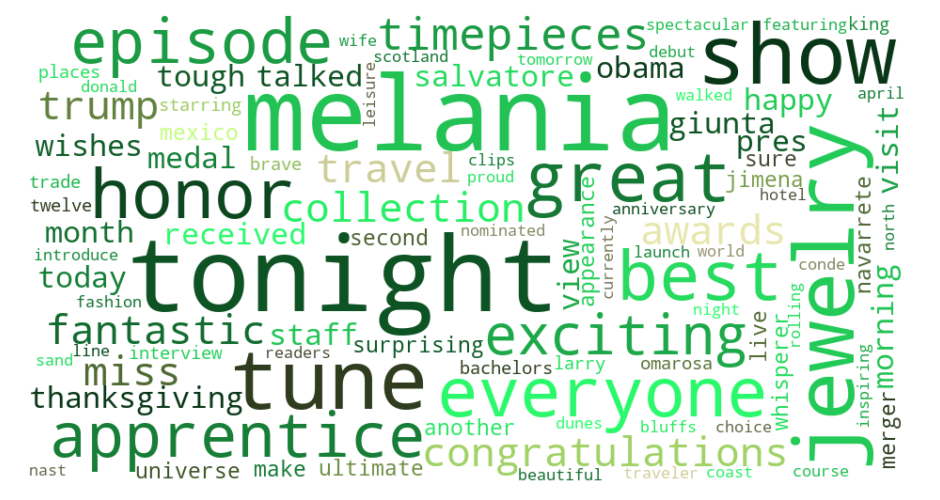 spectacular featuring king
episode wife timepieces show
scotland tomorrow debut
places tough talked salvatore obama
donald
trump starring melania leisure walked happy april
mexico giunta
wishes medal brave travel clips great pres visit
sure
trade honor proud jimena
twelve collection anniversary hotel north
month received second nominated appearance awards navarrete
introduce tonight view currently launch world
today best conde
fashion night morning
fantastic staff exciting live rolling
line interview surprising
sand miss readers bachelors larry omarosa whisperer jewelry inspiring
thanksgiving tune everyone merger
apprentice another dunes bluffs choice
congratulations
nast universe make ultimate beautiful traveler coast course